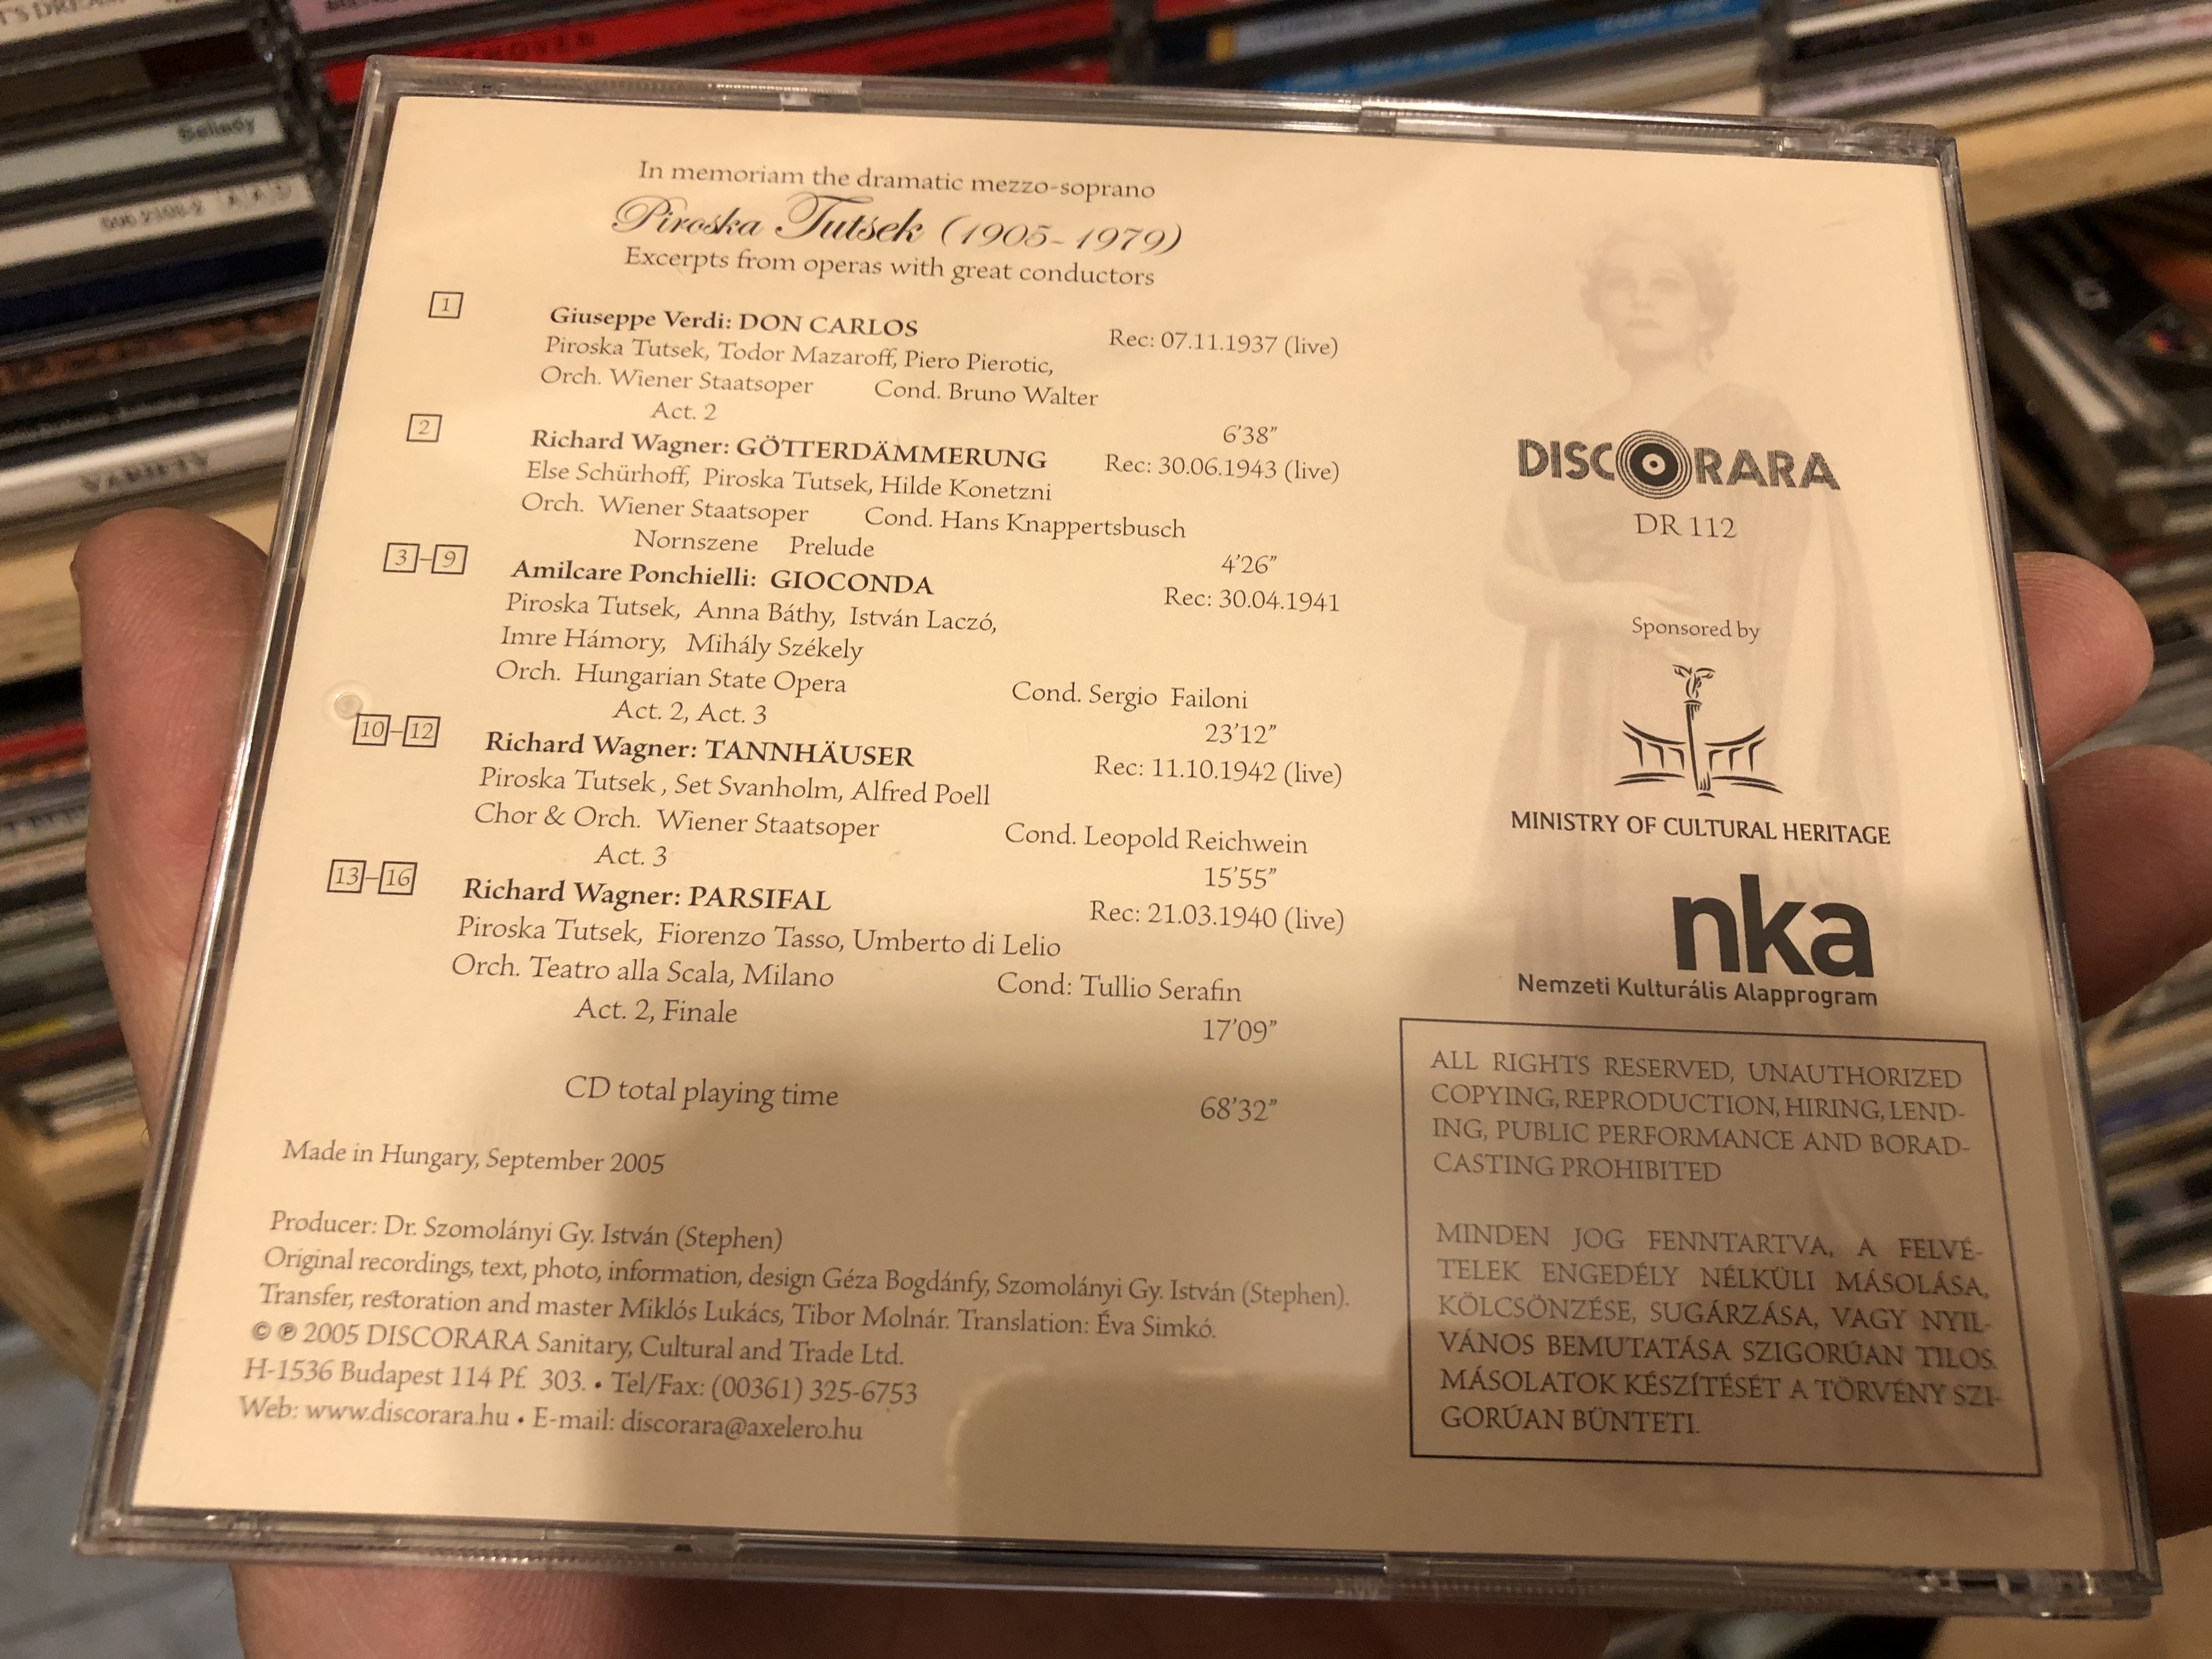 Sellody
VARIETY
In memoriam the dramatic mezzo-soprano
Piroska Tutsek (1905-1979)
Excerpts from operas with great conductors
1 Giuseppe Verdi: DON CARLOS Rec: 07.11.1937 (live)
Piroska Tutsek, Todor Mazaroff, Piero Pierotic,
Orch. Wiener Staatsoper Cond. Bruno Walter
Act. 2 6'38"
2 Richard Wagner: GÖTTERDÄMMERUNG Rec: 30.06.1943 (live)
Else Schürhoff, Piroska Tutsek, Hilde Konetzni
Orch. Wiener Staatsoper Cond. Hans Knappertsbusch
Nornszene Prelude 4'26"
3-9 Amilcare Ponchielli: GIOCONDA Rec: 30.04.1941
Piroska Tutsek, Anna Báthy, István Laczó,
Imre Hámory, Mihály Székely
Orch. Hungarian State Opera Cond. Sergio Failoni
Act. 2, Act. 3 23'12"
10-12 Richard Wagner: TANNHÄUSER Rec: 11.10.1942 (live)
Piroska Tutsek , Set Svanholm, Alfred Poell
Chor & Orch. Wiener Staatsoper Cond. Leopold Reichwein
Act. 3 15'55"
13-16 Richard Wagner: PARSIFAL Rec: 21.03.1940 (live)
Piroska Tutsek, Fiorenzo Tasso, Umberto di Lelio
Orch. Teatro alla Scala, Milano Cond: Tullio Serafin
Act. 2, Finale 17'09"
CD total playing time 68'32"
Made in Hungary, September 2005
Producer: Dr. Szomolányi Gy. István (Stephen)
Original recordings, text, photo, information, design Géza Bogdánfy, Szomolányi Gy. István (Stephen).
Transfer, restoration and master Miklós Lukács, Tibor Molnár. Translation: Éva Simkó.
© ℗ 2005 DISCORARA Sanitary, Cultural and Trade Ltd.
H-1536 Budapest 114 Pf. 303. • Tel/Fax: (00361) 325-6753
Web: www.discorara.hu • E-mail: discorara@axelero.hu
DISCORARA
DR 112
Sponsored by
MINISTRY OF CULTURAL HERITAGE
nka
Nemzeti Kulturális Alapprogram
ALL RIGHTS RESERVED, UNAUTHORIZED
COPYING, REPRODUCTION, HIRING, LEND-
ING, PUBLIC PERFORMANCE AND BORAD-
CASTING PROHIBITED
MINDEN JOG FENNTARTVA, A FELVÉ-
TELEK ENGEDÉLY NÉLKÜLI MÁSOLÁSA,
KÖLCSÖNZÉSE, SUGÁRZÁSA, VAGY NYIL-
VÁNOS BEMUTATÁSA SZIGORÚAN TILOS.
MÁSOLATOK KÉSZÍTÉSÉT A TÖRVÉNY SZI-
GORÚAN BÜNTETI.